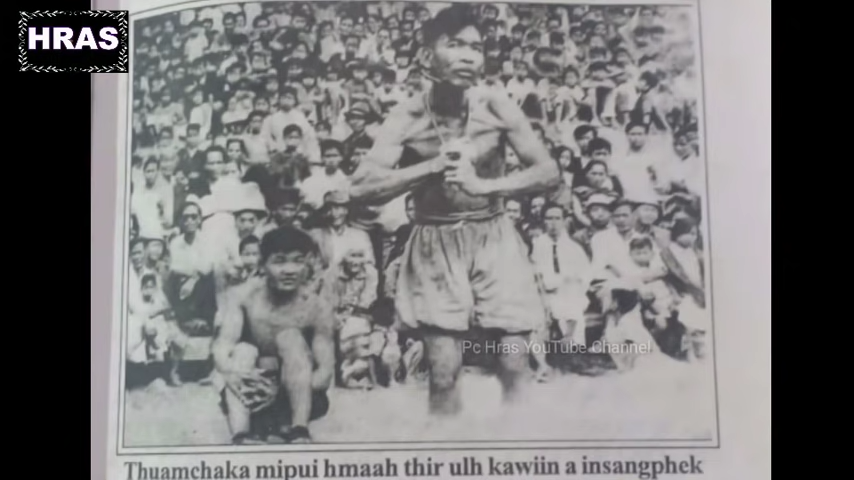 HRAS
Pc Hras YouTube Channel
Thuamchaka mipui hmaah thir ulh kawiin a insangphek